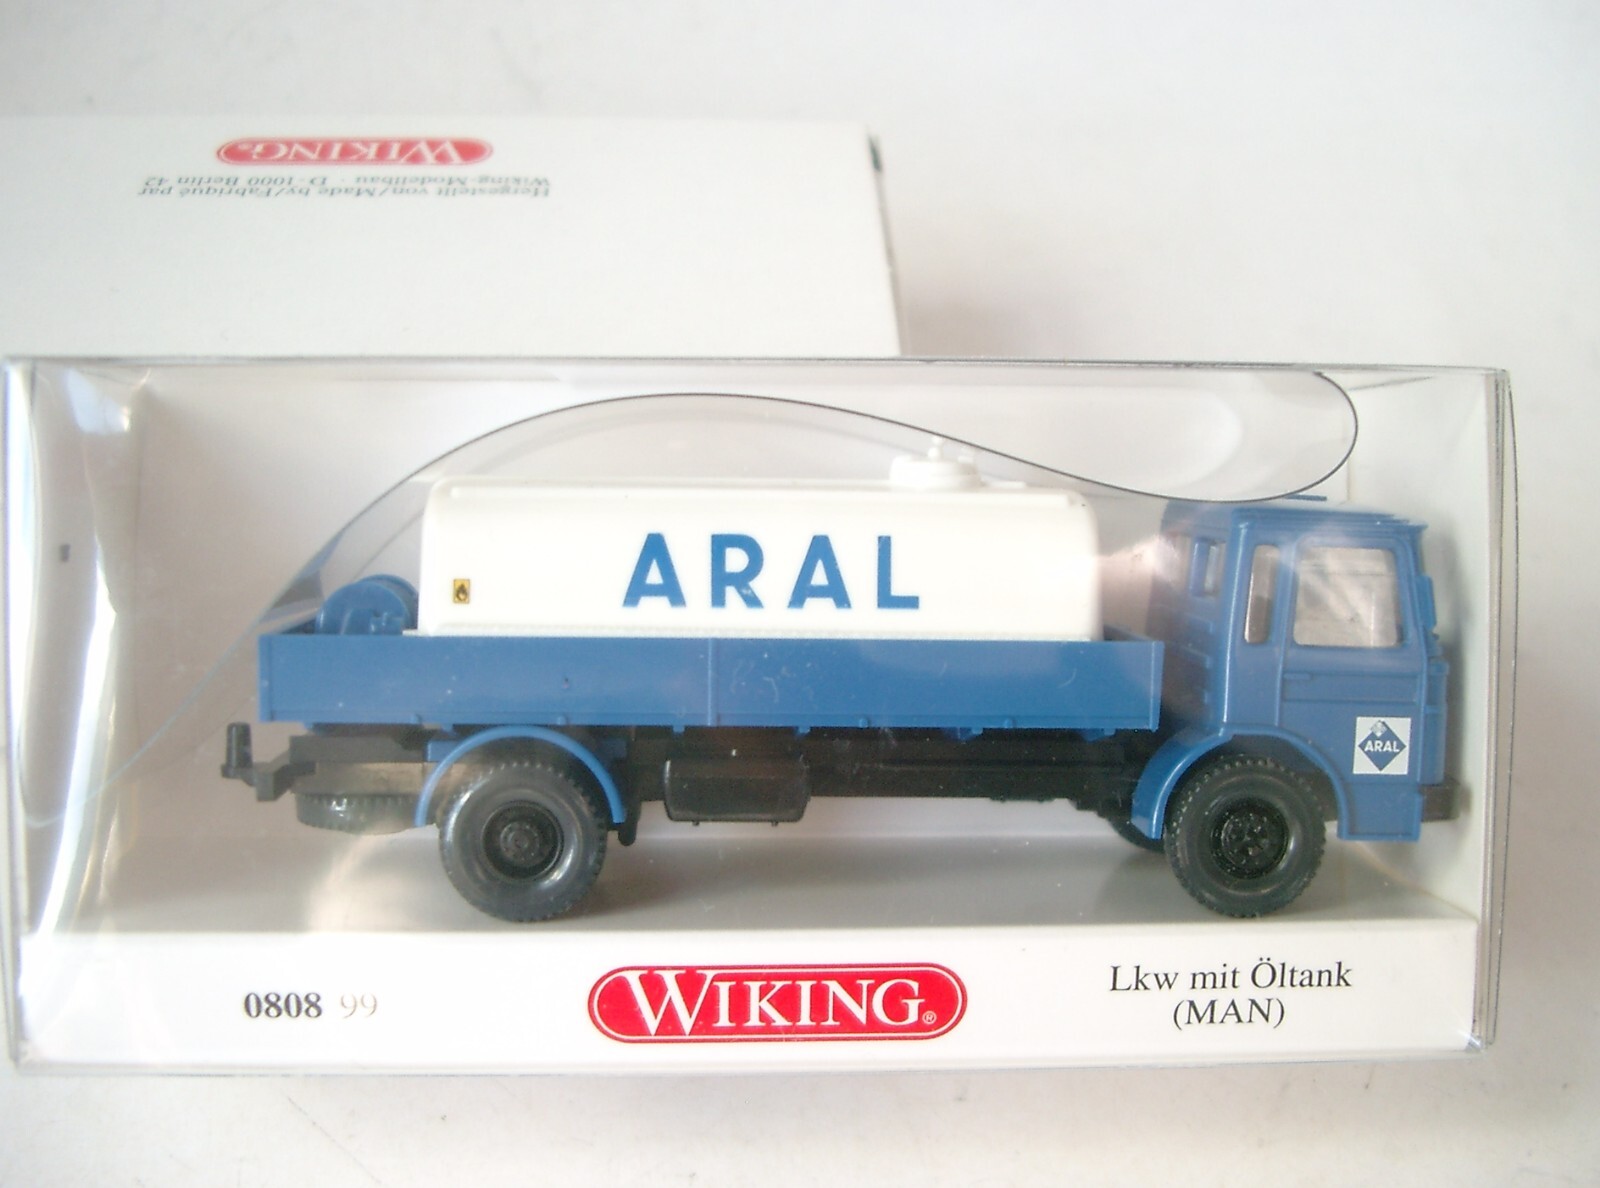 WIKING®
Hergestellt von/Made by/Fabriqué par
Wiking-Modellbau · D-1000 Berlin 42
ARAL
ARAL
0808 99
WIKING®
Lkw mit Öltank
(MAN)